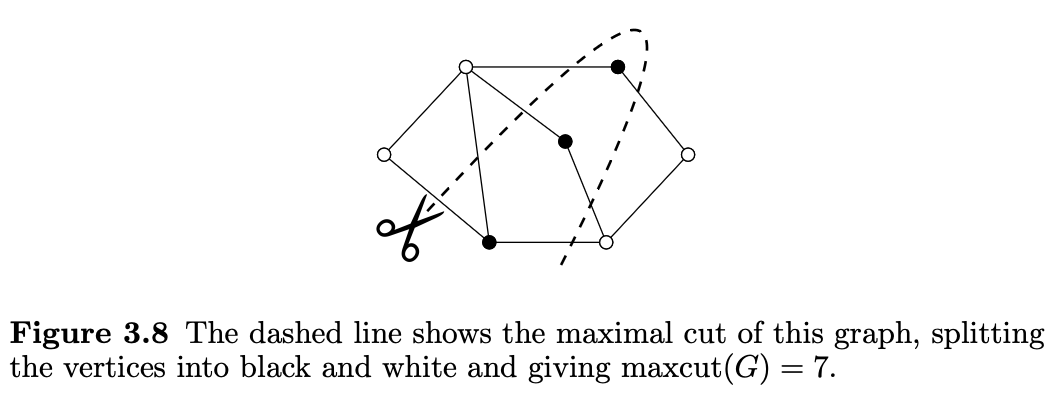 Figure 3.8 The dashed line shows the maximal cut of this graph, splitting
the vertices into black and white and giving maxcut(G) = 7.